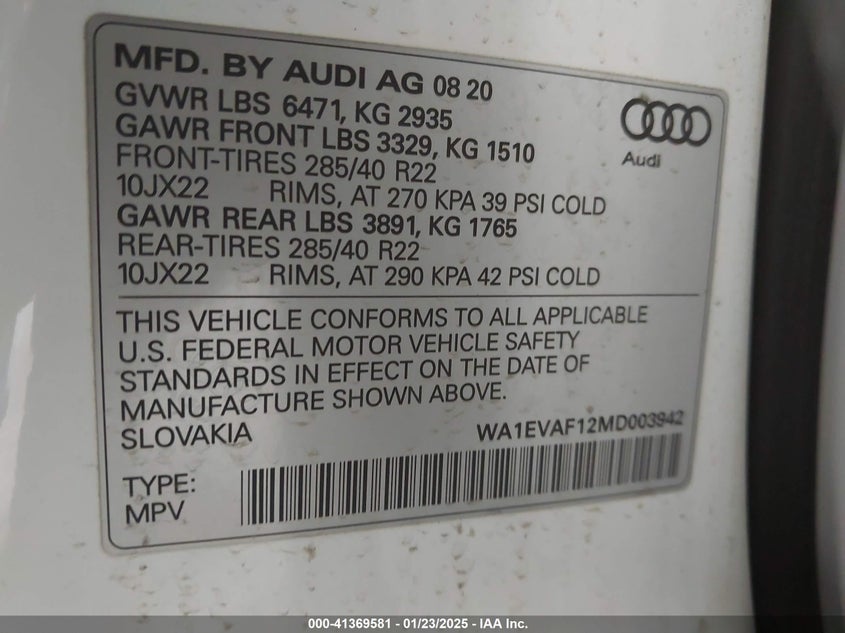 MFD. BY AUDI AG 08 20
GVWR LBS 6471, KG 2935
GAWR FRONT LBS 3329, KG 1510
FRONT-TIRES 285/40 R22
10JX22 RIMS, AT 270 KPA 39 PSI COLD
GAWR REAR LBS 3891, KG 1765
REAR-TIRES 285/40 R22
10JX22 RIMS, AT 290 KPA 42 PSI COLD
Audi
THIS VEHICLE CONFORMS TO ALL APPLICABLE
U.S. FEDERAL MOTOR VEHICLE SAFETY
STANDARDS IN EFFECT ON THE DATE OF
MANUFACTURE SHOWN ABOVE.
SLOVAKIA WA1EVAF12MD003942
TYPE:
MPV
000-41369581 / 01/23/2025 - IAA Inc.